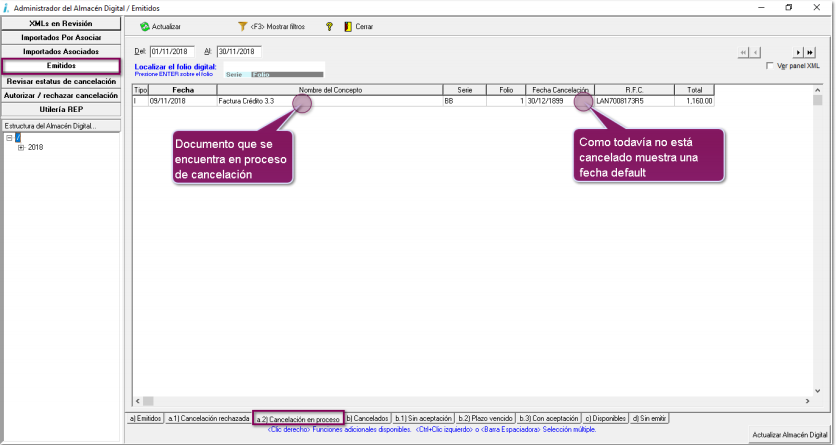 Administrador del Almacén Digital / Emitidos
XMLs en Revisión
Importados Por Asociar
Importados Asociados
Emitidos
Revisar estatus de cancelación
Autorizar / rechazar cancelación
Utilería REP
Estructura del Almacén Digital...
/
2018
Actualizar
<F3> Mostrar filtros
Cerrar
Del: 01/11/2018 Al: 30/11/2018
Localizar el folio digital:
Presione ENTER sobre el folio Serie Folio
Ver panel XML
Tipo Fecha Nombre del Concepto Serie Folio Fecha Cancelación R.F.C. Total
I 09/11/2018 Factura Crédito 3.3 BB 1 30/12/1899 LAN7008173R5 1,160.00
Documento que se
encuentra en proceso
de cancelación
Como todavía no está
cancelado muestra una
fecha default
a) Emitidos a.1) Cancelación rechazada a.2) Cancelación en proceso b) Cancelados b.1) Sin aceptación b.2) Plazo vencido b.3) Con aceptación c) Disponibles d) Sin emitir
<Clic derecho> Funciones adicionales disponibles. <Ctrl+Clic izquierdo> o <Barra Espaciadora> Selección múltiple.
Actualizar Almacén Digital